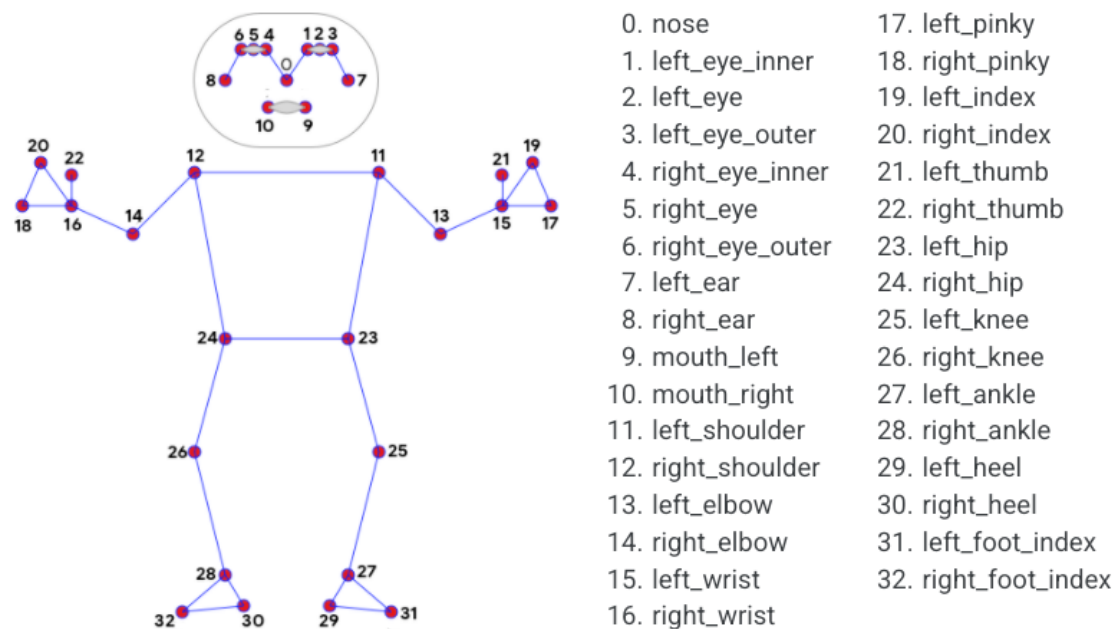 6 5 4 1 2 3
0
8 7
10 9
20 19
22 12 11 21
18 16 14 13 15 17
24 23
26 25
28 27
32 30 29 31
0. nose
1. left_eye_inner
2. left_eye
3. left_eye_outer
4. right_eye_inner
5. right_eye
6. right_eye_outer
7. left_ear
8. right_ear
9. mouth_left
10. mouth_right
11. left_shoulder
12. right_shoulder
13. left_elbow
14. right_elbow
15. left_wrist
16. right_wrist
17. left_pinky
18. right_pinky
19. left_index
20. right_index
21. left_thumb
22. right_thumb
23. left_hip
24. right_hip
25. left_knee
26. right_knee
27. left_ankle
28. right_ankle
29. left_heel
30. right_heel
31. left_foot_index
32. right_foot_index